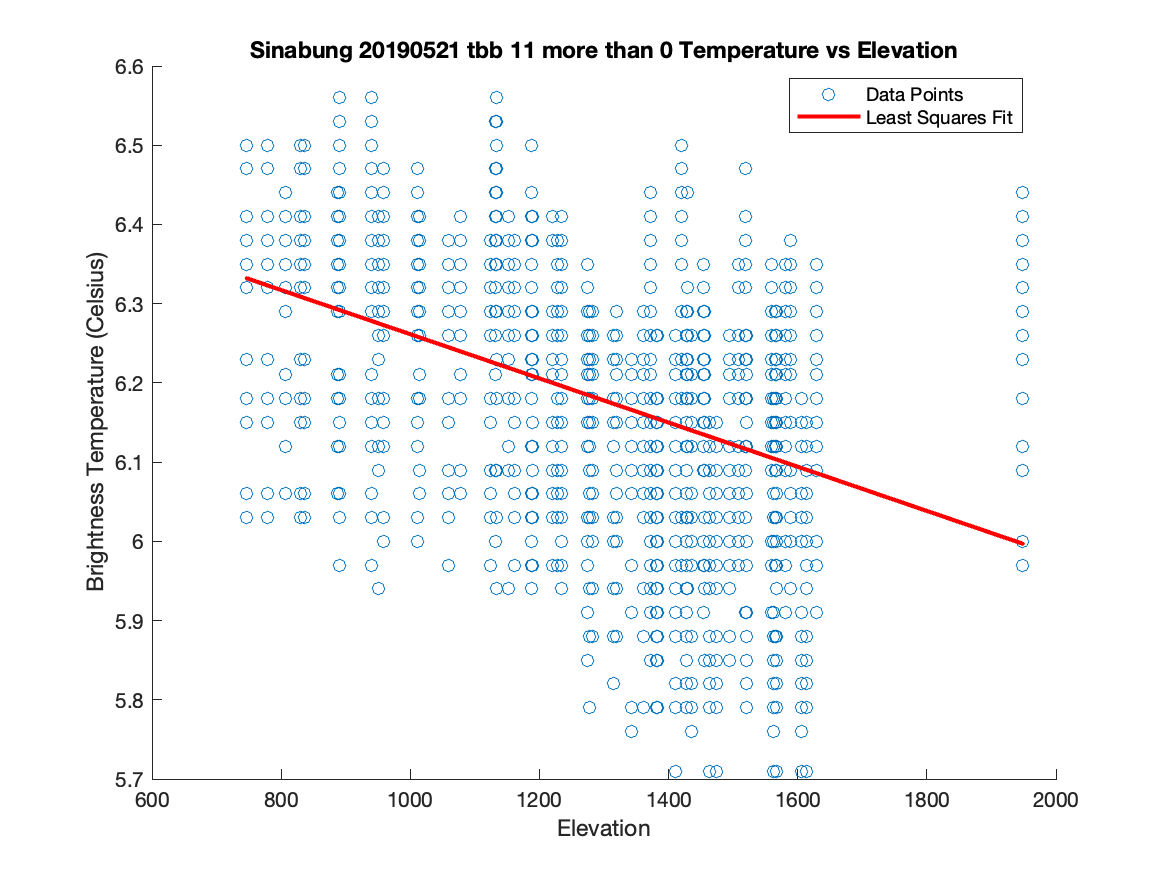 Sinabung 20190521 tbb 11 more than 0 Temperature vs Elevation
Data Points
Least Squares Fit
Brightness Temperature (Celsius)
6.6
6.5
6.4
6.3
6.2
6.1
6
5.9
5.8
5.7
600 800 1000 1200 1400 1600 1800 2000
Elevation